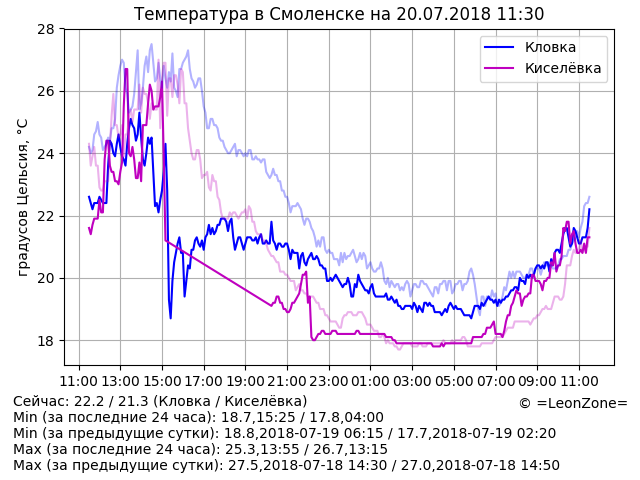 Температура в Смоленске на 20.07.2018 11:30
28
26
24
22
20
18
градусов Цельсия, °C
Кловка
Киселёвка
11:00 13:00 15:00 17:00 19:00 21:00 23:00 01:00 03:00 05:00 07:00 09:00 11:00
Сейчас: 22.2 / 21.3 (Кловка / Киселёвка)
© =LeonZone=
Min (за последние 24 часа): 18.7,15:25 / 17.8,04:00
Min (за предыдущие сутки): 18.8,2018-07-19 06:15 / 17.7,2018-07-19 02:20
Max (за последние 24 часа): 25.3,13:55 / 26.7,13:15
Max (за предыдущие сутки): 27.5,2018-07-18 14:30 / 27.0,2018-07-18 14:50